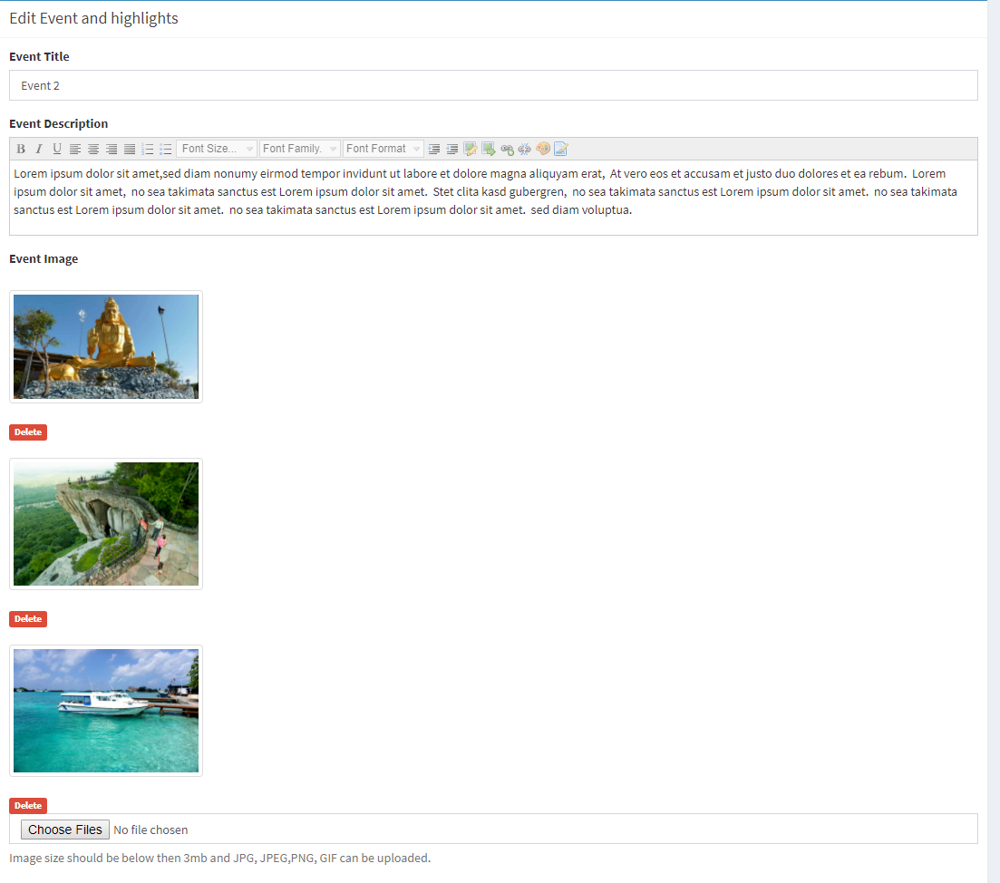 Edit Event and highlights
Event Title
Event 2
Event Description
B I U Font Size... Font Family. Font Format
Lorem ipsum dolor sit amet,sed diam nonumy eirmod tempor invidunt ut labore et dolore magna aliquyam erat,  At vero eos et accusam et justo duo dolores et ea rebum.  Lorem
ipsum dolor sit amet,  no sea takimata sanctus est Lorem ipsum dolor sit amet.  Stet clita kasd gubergren,  no sea takimata sanctus est Lorem ipsum dolor sit amet.  no sea takimata
sanctus est Lorem ipsum dolor sit amet.  no sea takimata sanctus est Lorem ipsum dolor sit amet.  sed diam voluptua.
Event Image
Delete
Delete
Delete
Choose Files No file chosen
Image size should be below then 3mb and JPG, JPEG,PNG, GIF can be uploaded.